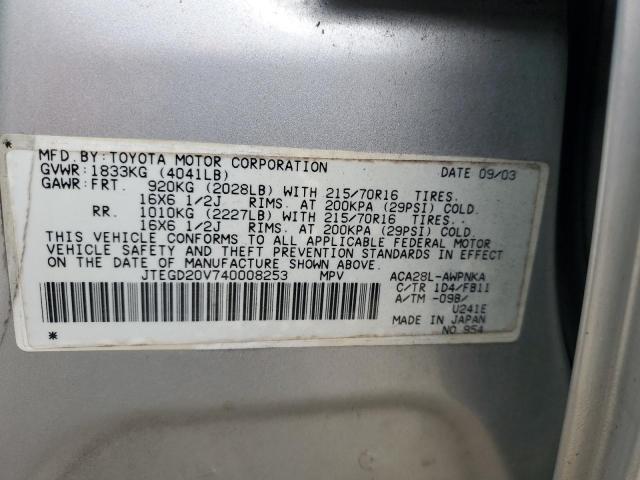 MFD. BY: TOYOTA MOTOR CORPORATION DATE 09/03
GVWR: 1833KG (4041LB)
GAWR: FRT. 920KG (2028LB) WITH 215/70R16 TIRES.
16X6 1/2J RIMS. AT 200KPA (29PSI) COLD.
RR. 1010KG (2227LB) WITH 215/70R16 TIRES.
16X6 1/2J RIMS. AT 200KPA (29PSI) COLD.
THIS VEHICLE CONFORMS TO ALL APPLICABLE FEDERAL MOTOR
VEHICLE SAFETY AND THEFT PREVENTION STANDARDS IN EFFECT
ON THE DATE OF MANUFACTURE SHOWN ABOVE.
JTEGD20V740008253 MPV ACA28L-AWPNKA
C/TR 1D4/FB11
A/TM -09B/
U241E
MADE IN JAPAN
NO. 954
* *